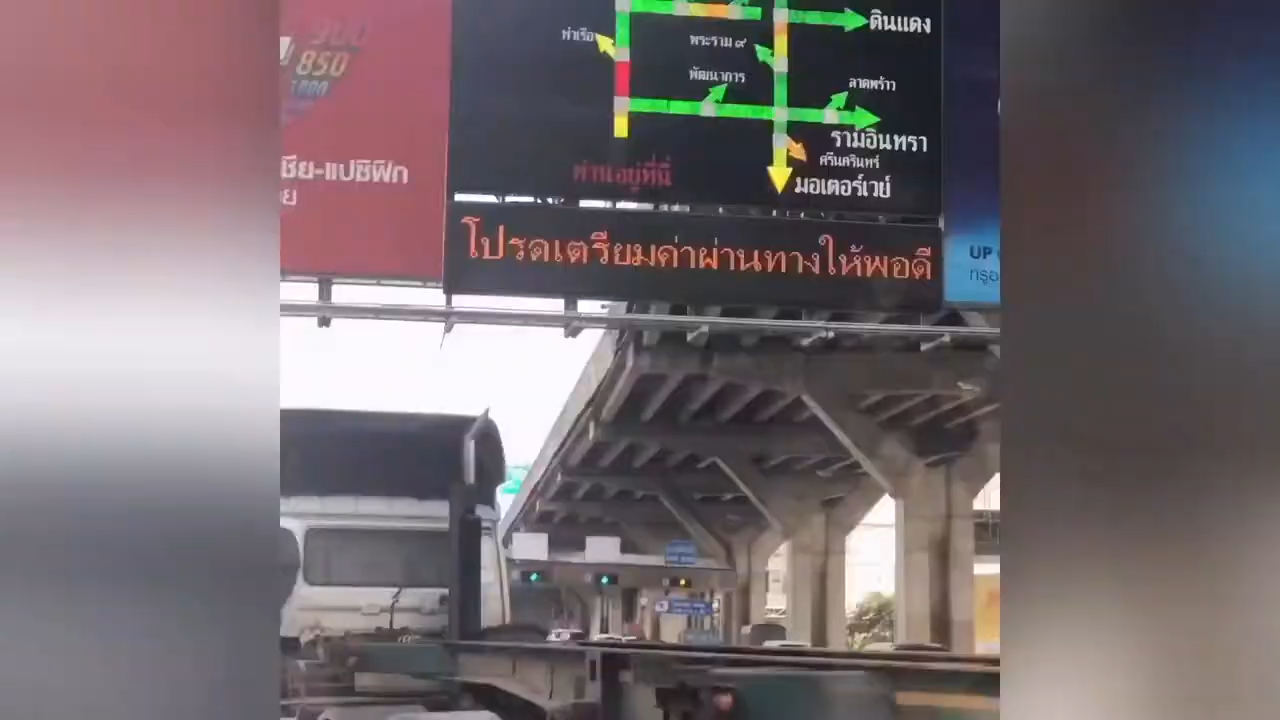 900
850
1800
ชีย-แปซิฟิก
ดินแดง
ท่าเรือ
พระราม ๙
พัฒนาการ
ลาดพร้าว
รามอินทรา
ศรีนครินทร์
มอเตอร์เวย์
ท่านอยู่ที่นี่
โปรดเตรียมค่าผ่านทางให้พอดี
UP